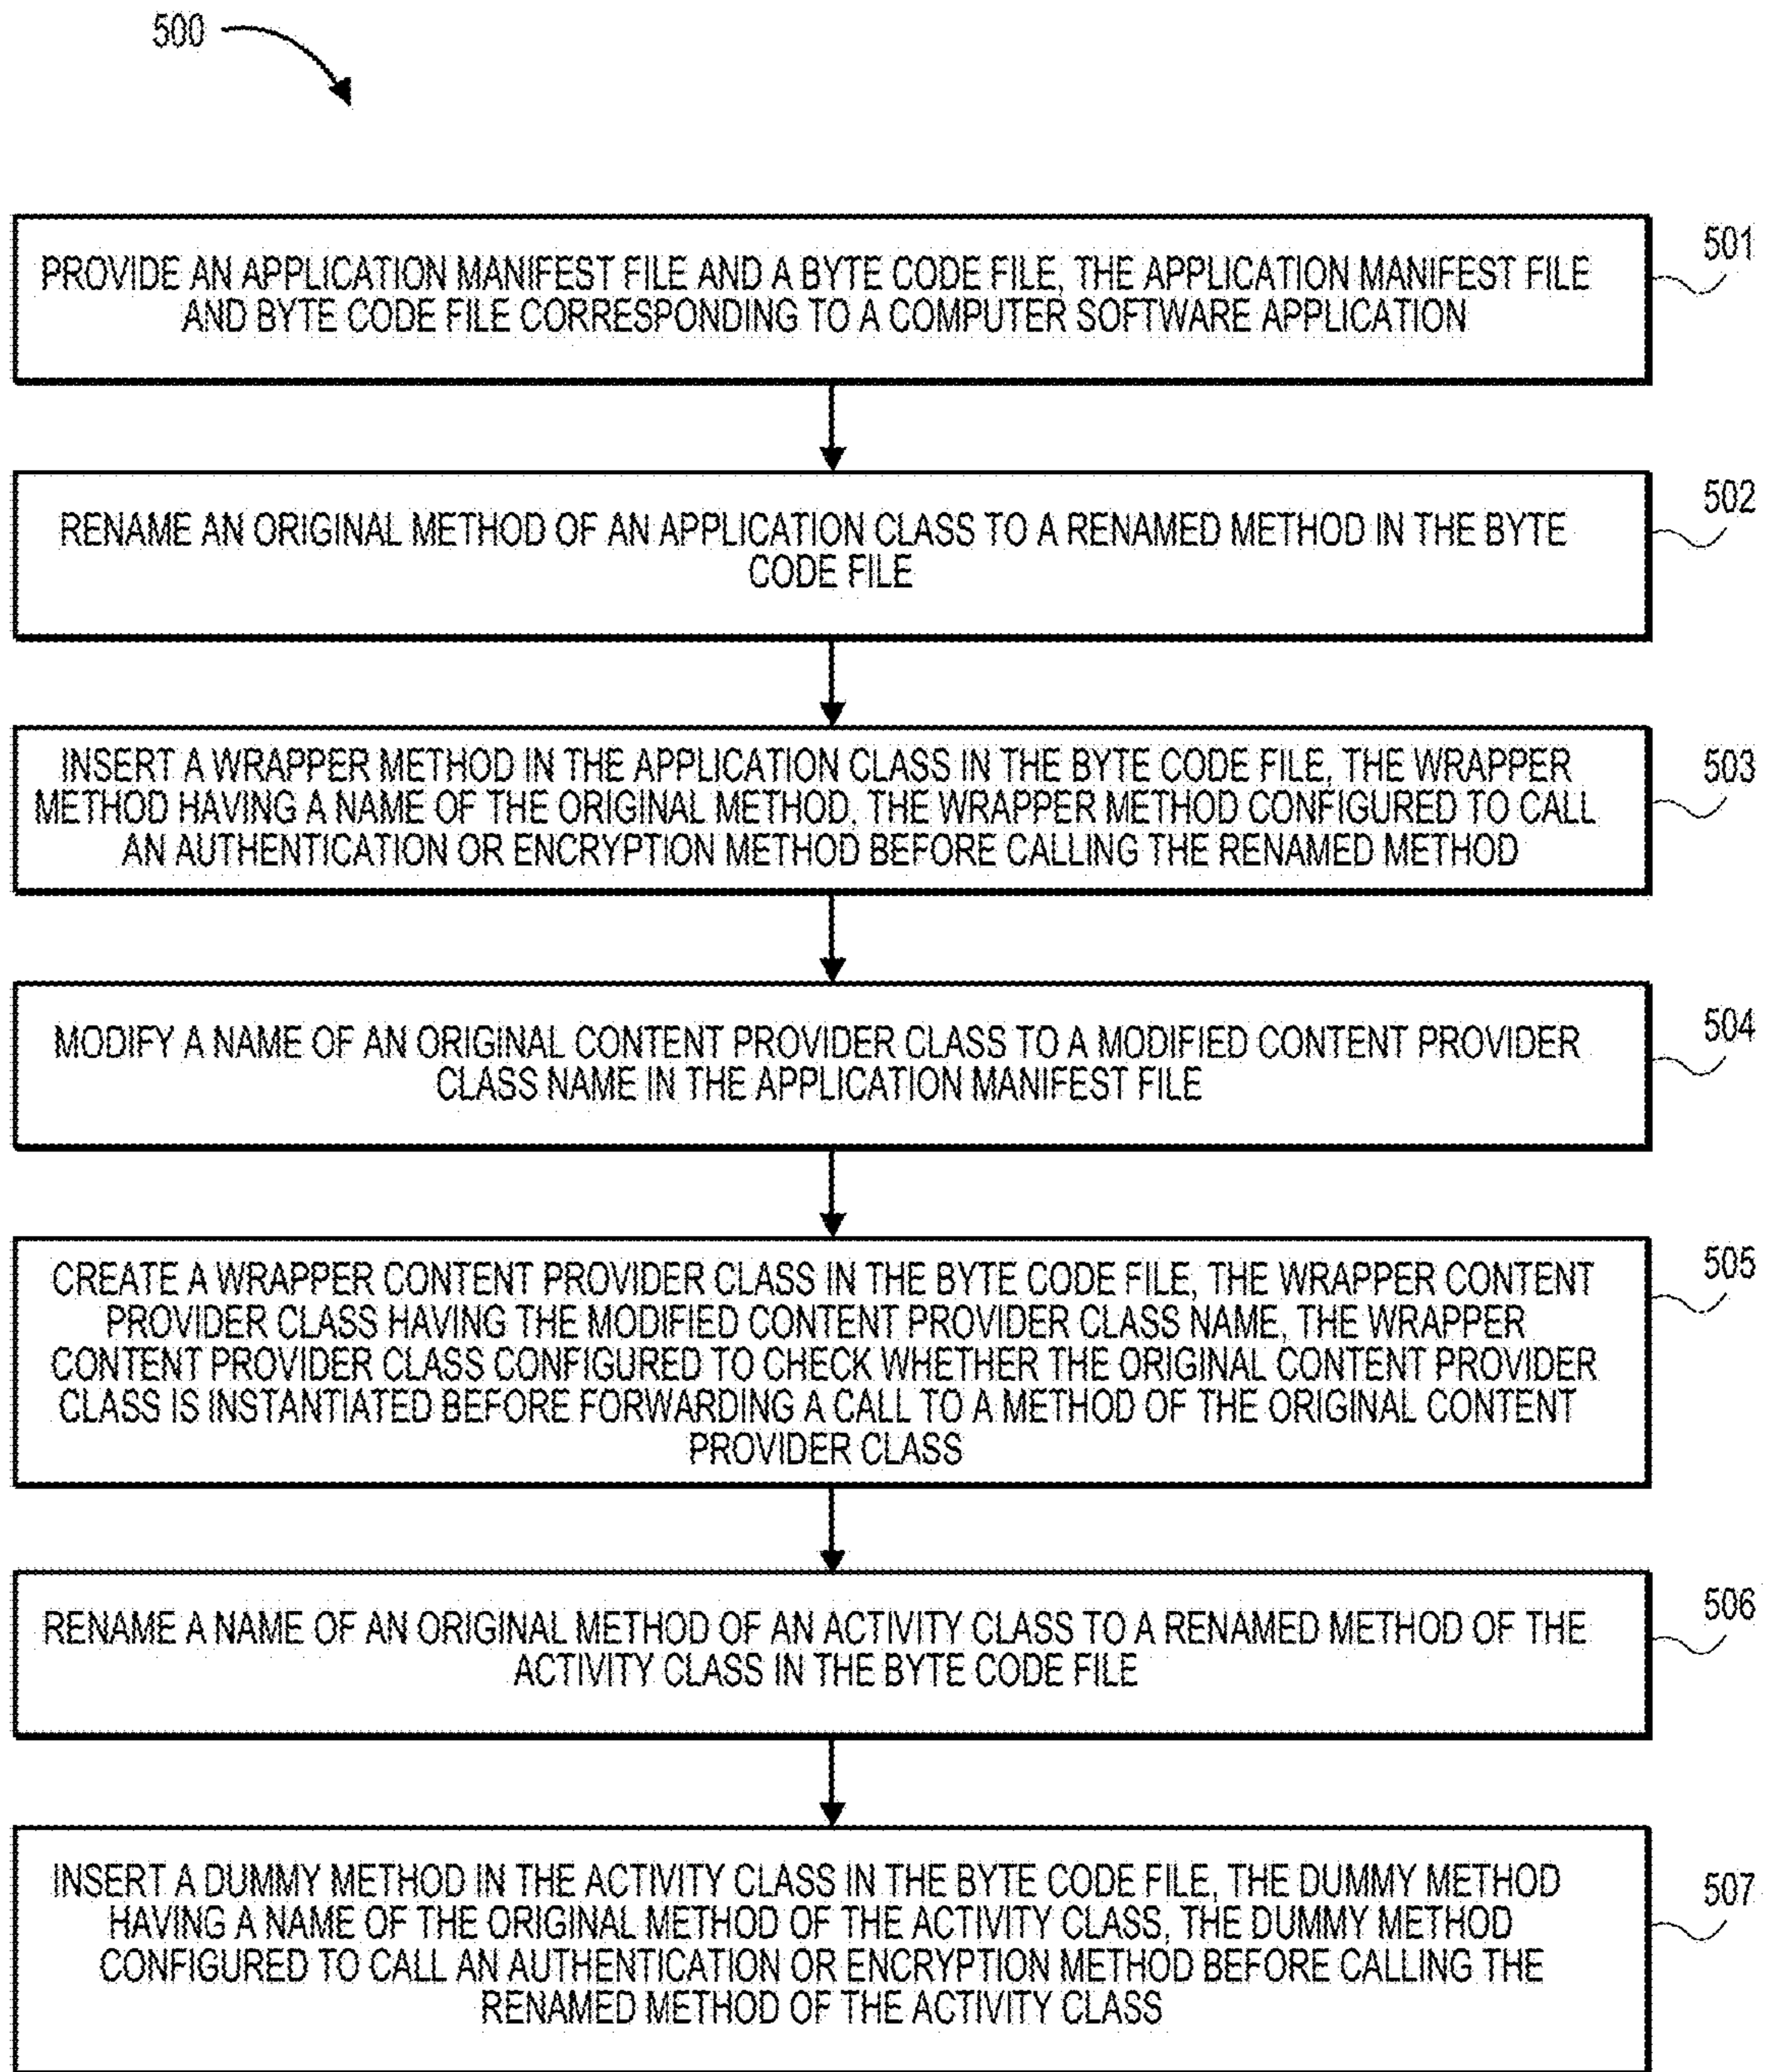 500
PROVIDE AN APPLICATION MANIFEST FILE AND A BYTE CODE FILE, THE APPLICATION MANIFEST FILE
AND BYTE CODE FILE CORRESPONDING TO A COMPUTER SOFTWARE APPLICATION
501
RENAME AN ORIGINAL METHOD OF AN APPLICATION CLASS TO A RENAMED METHOD IN THE BYTE
CODE FILE
502
INSERT A WRAPPER METHOD IN THE APPLICATION CLASS IN THE BYTE CODE FILE, THE WRAPPER
METHOD HAVING A NAME OF THE ORIGINAL METHOD, THE WRAPPER METHOD CONFIGURED TO CALL
AN AUTHENTICATION OR ENCRYPTION METHOD BEFORE CALLING THE RENAMED METHOD
503
MODIFY A NAME OF AN ORIGINAL CONTENT PROVIDER CLASS TO A MODIFIED CONTENT PROVIDER
CLASS NAME IN THE APPLICATION MANIFEST FILE
504
CREATE A WRAPPER CONTENT PROVIDER CLASS IN THE BYTE CODE FILE, THE WRAPPER CONTENT
PROVIDER CLASS HAVING THE MODIFIED CONTENT PROVIDER CLASS NAME, THE WRAPPER
CONTENT PROVIDER CLASS CONFIGURED TO CHECK WHETHER THE ORIGINAL CONTENT PROVIDER
CLASS IS INSTANTIATED BEFORE FORWARDING A CALL TO A METHOD OF THE ORIGINAL CONTENT
PROVIDER CLASS
505
RENAME A NAME OF AN ORIGINAL METHOD OF AN ACTIVITY CLASS TO A RENAMED METHOD OF THE
ACTIVITY CLASS IN THE BYTE CODE FILE
506
INSERT A DUMMY METHOD IN THE ACTIVITY CLASS IN THE BYTE CODE FILE, THE DUMMY METHOD
HAVING A NAME OF THE ORIGINAL METHOD OF THE ACTIVITY CLASS, THE DUMMY METHOD
CONFIGURED TO CALL AN AUTHENTICATION OR ENCRYPTION METHOD BEFORE CALLING THE
RENAMED METHOD OF THE ACTIVITY CLASS
507